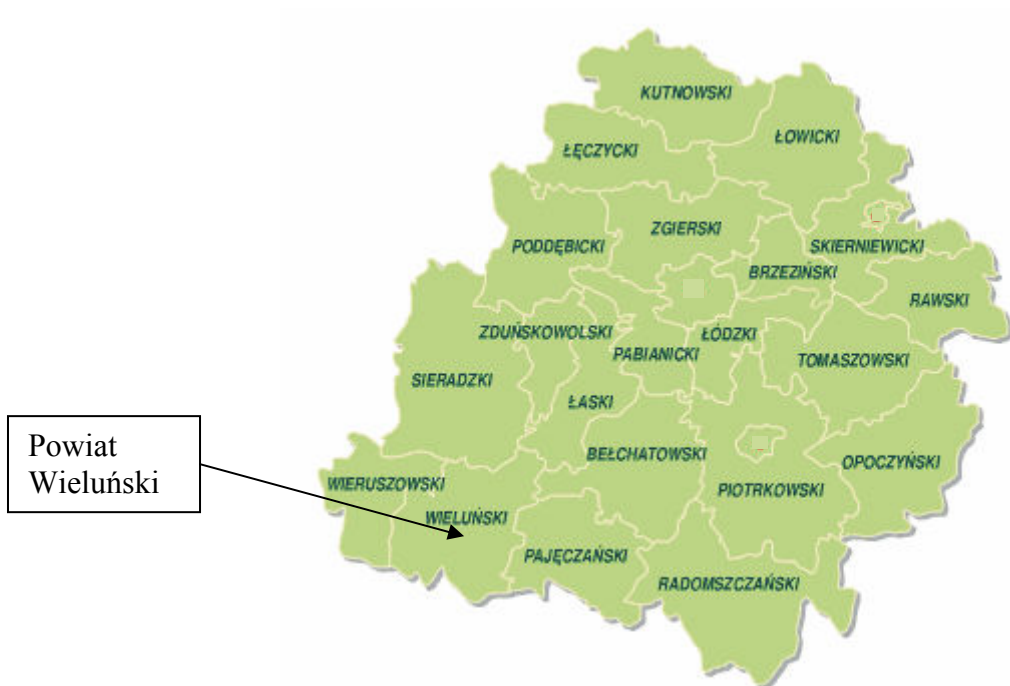 KUTNOWSKI
ŁOWICKI
ŁĘCZYCKI
ZGIERSKI
PODDĘBICKI
SKIERNIEWICKI
BRZEZIŃSKI
RAWSKI
ZDUŃSKOWOLSKI
ŁÓDZKI
PABIANICKI
TOMASZOWSKI
SIERADZKI
ŁASKI
Powiat
Wieluński
BEŁCHATOWSKI
OPOCZYŃSKI
WIERUSZOWSKI
PIOTRKOWSKI
WIELUŃSKI
PAJĘCZAŃSKI
RADOMSZCZAŃSKI